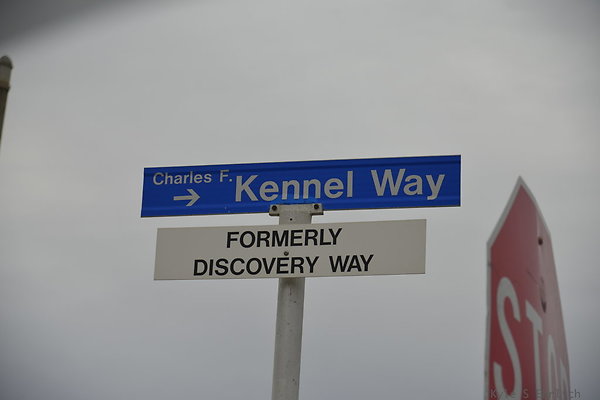 Charles F.
→ Kennel Way
FORMERLY
DISCOVERY WAY
STOP